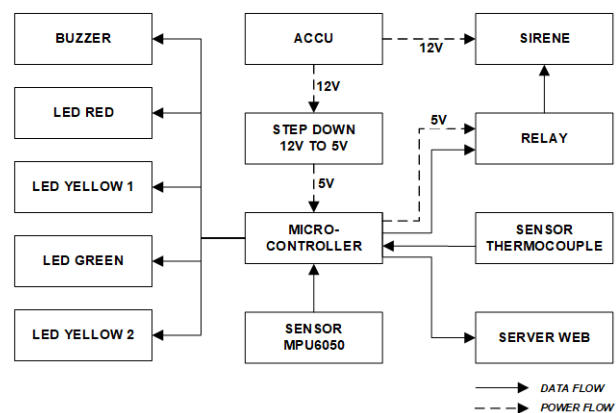 BUZZER
ACCU
SIRENE
12V
12V
LED RED
STEP DOWN
12V TO 5V
5V
RELAY
5V
LED YELLOW 1
MICRO-
CONTROLLER
SENSOR
THERMOCOUPLE
LED GREEN
LED YELLOW 2
SENSOR
MPU6050
SERVER WEB
DATA FLOW
POWER FLOW